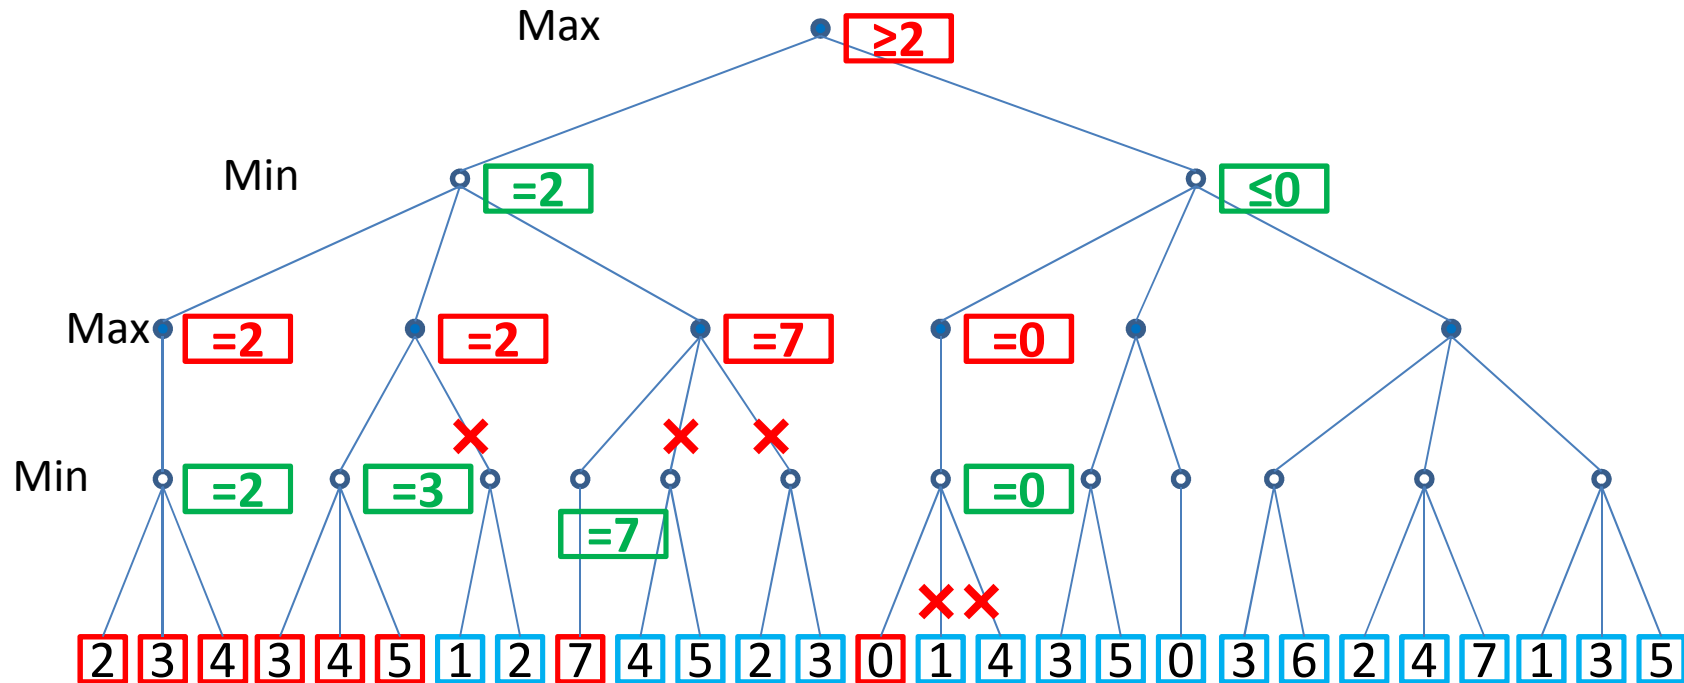 Max ≥2
Min =2 ≤0
Max =2 =2 =7 =0
Min =2 =3 =0
=7
2 3 4 3 4 5 1 2 7 4 5 2 3 0 1 4 3 5 0 3 6 2 4 7 1 3 5